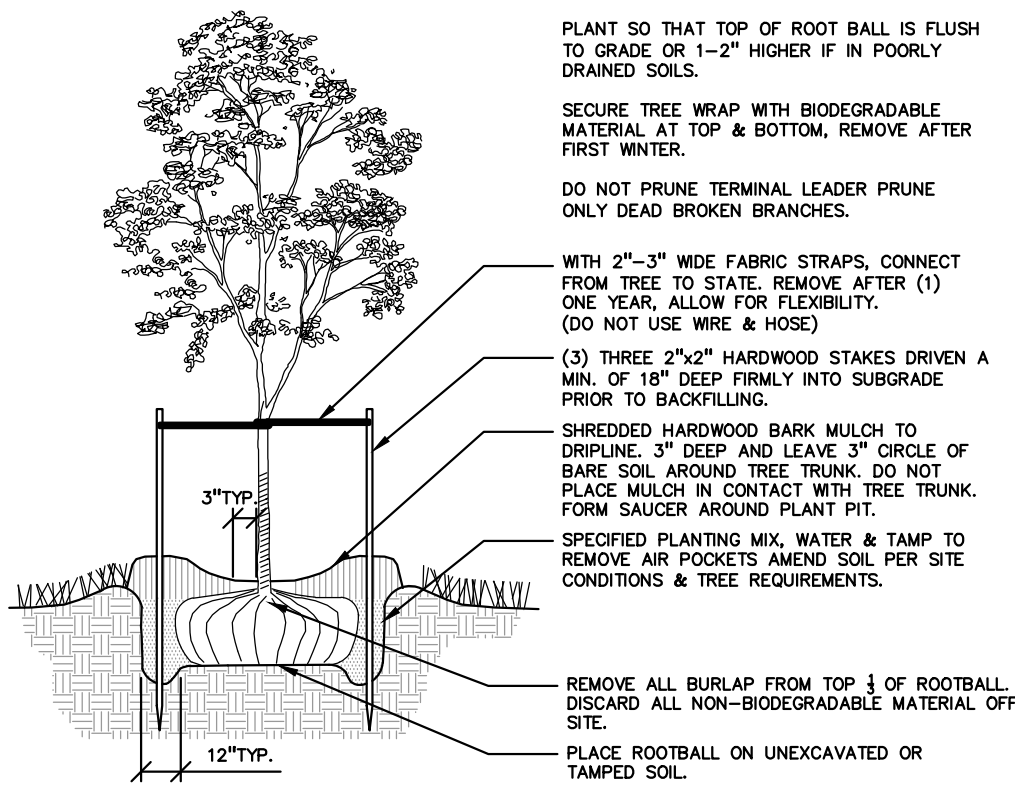 PLANT SO THAT TOP OF ROOT BALL IS FLUSH
TO GRADE OR 1-2" HIGHER IF IN POORLY
DRAINED SOILS.
SECURE TREE WRAP WITH BIODEGRADABLE
MATERIAL AT TOP & BOTTOM, REMOVE AFTER
FIRST WINTER.
DO NOT PRUNE TERMINAL LEADER PRUNE
ONLY DEAD BROKEN BRANCHES.
WITH 2"-3" WIDE FABRIC STRAPS, CONNECT
FROM TREE TO STATE. REMOVE AFTER (1)
ONE YEAR, ALLOW FOR FLEXIBILITY.
(DO NOT USE WIRE & HOSE)
(3) THREE 2"x2" HARDWOOD STAKES DRIVEN A
MIN. OF 18" DEEP FIRMLY INTO SUBGRADE
PRIOR TO BACKFILLING.
SHREDDED HARDWOOD BARK MULCH TO
DRIPLINE. 3" DEEP AND LEAVE 3" CIRCLE OF
BARE SOIL AROUND TREE TRUNK. DO NOT
PLACE MULCH IN CONTACT WITH TREE TRUNK.
FORM SAUCER AROUND PLANT PIT.
3"TYP.
SPECIFIED PLANTING MIX, WATER & TAMP TO
REMOVE AIR POCKETS AMEND SOIL PER SITE
CONDITIONS & TREE REQUIREMENTS.
REMOVE ALL BURLAP FROM TOP 1/3 OF ROOTBALL.
DISCARD ALL NON-BIODEGRADABLE MATERIAL OFF
SITE.
PLACE ROOTBALL ON UNEXCAVATED OR
TAMPED SOIL.
12"TYP.